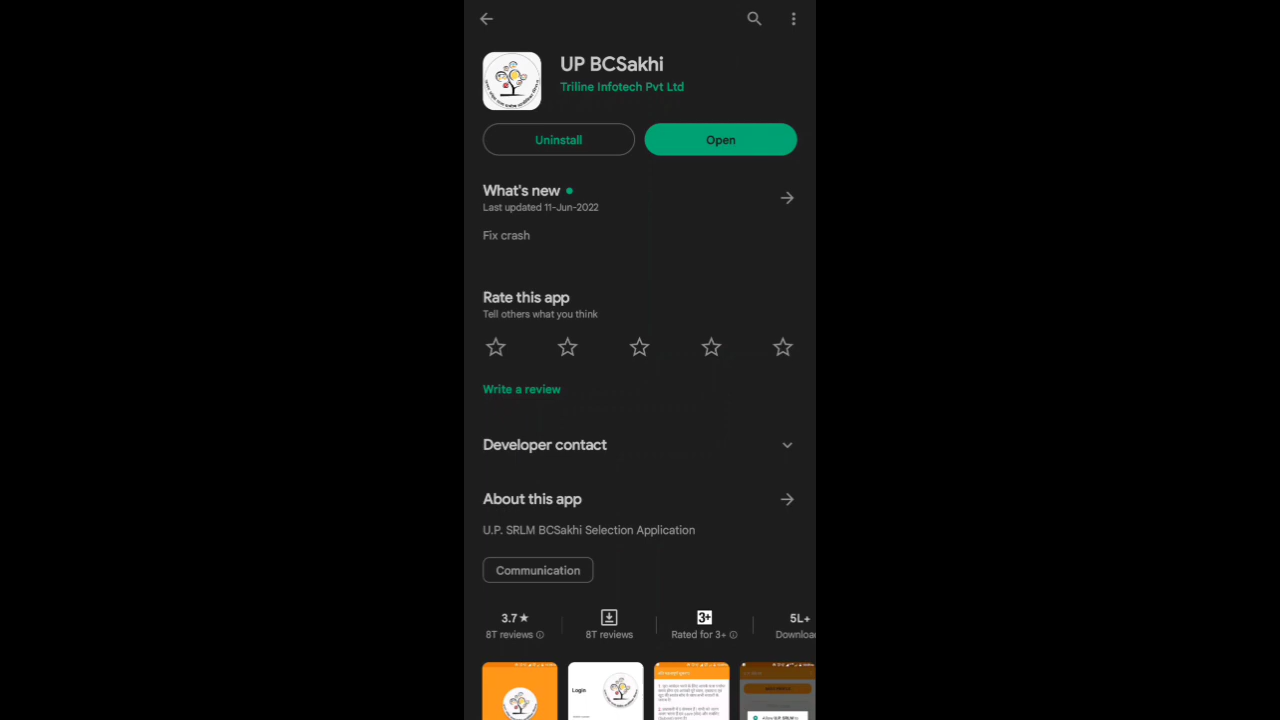 UP BCSakhi
Triline Infotech Pvt Ltd
Uninstall
Open
What's new
Last updated 11-Jun-2022
Fix crash
Rate this app
Tell others what you think
Write a review
Developer contact
About this app
U.P. SRLM BCSakhi Selection Application
Communication
3.7★
3+
5L+
8T reviews
8T reviews
Rated for 3+
Downloa
Login